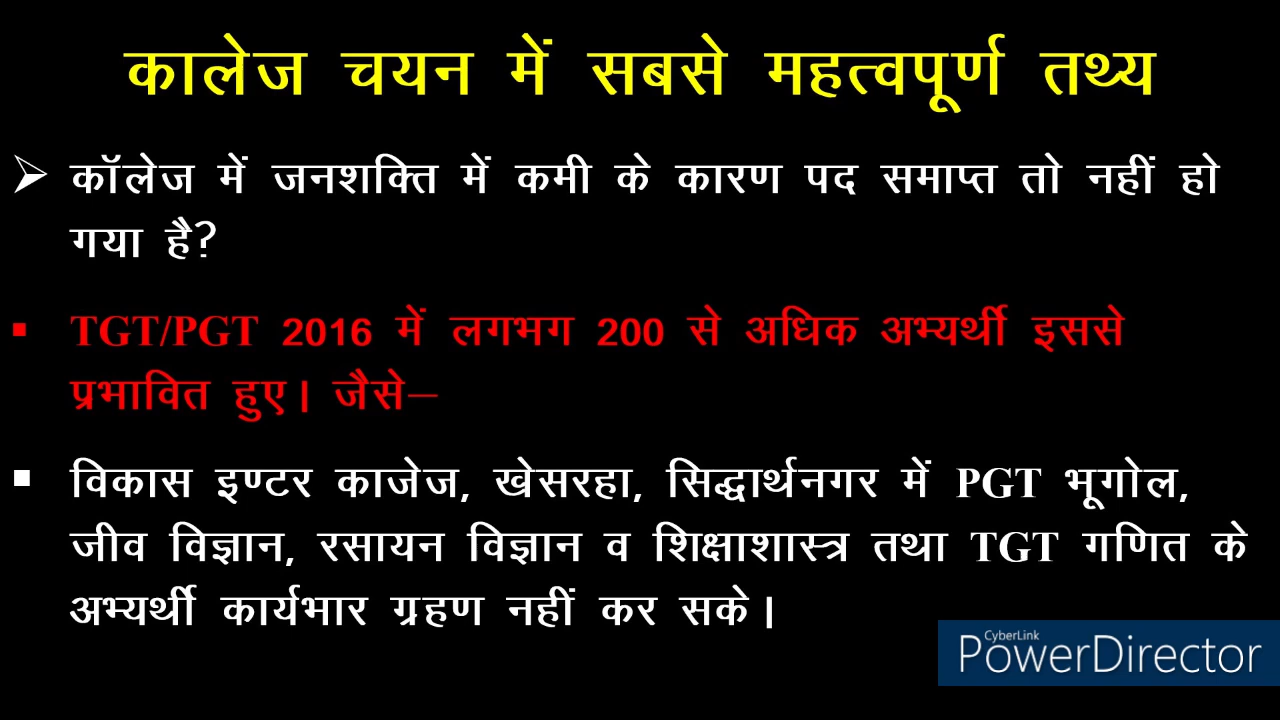 कालेज चयन में सबसे महत्वपूर्ण तथ्य
➢ कॉलेज में जनशक्ति में कमी के कारण पद समाप्त तो नहीं हो
गया है?
▪ TGT/PGT 2016 में लगभग 200 से अधिक अभ्यर्थी इससे
प्रभावित हुए। जैसे–
▪ विकास इण्टर काजेज, खेसरहा, सिद्धार्थनगर में PGT भूगोल,
जीव विज्ञान, रसायन विज्ञान व शिक्षाशास्त्र तथा TGT गणित के
अभ्यर्थी कार्यभार ग्रहण नहीं कर सके।
CyberLink
PowerDirector